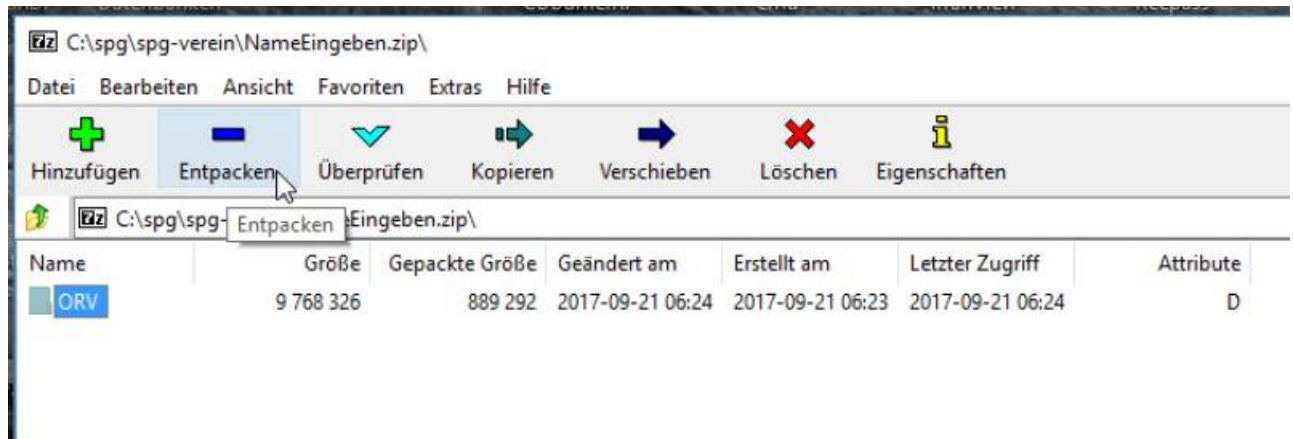 C:\spg\spg-verein\NameEingeben.zip\
Datei Bearbeiten Ansicht Favoriten Extras Hilfe
Hinzufügen Entpacken Überprüfen Kopieren Verschieben Löschen Eigenschaften
C:\spg\spg- Eingeben.zip\
Entpacken
Name Größe Gepackte Größe Geändert am Erstellt am Letzter Zugriff Attribute
ORV 9 768 326 889 292 2017-09-21 06:24 2017-09-21 06:23 2017-09-21 06:24 D